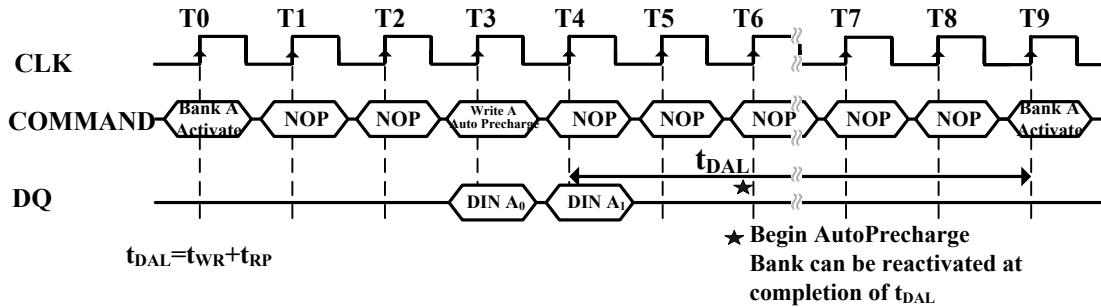 T0 T1 T2 T3 T4 T5 T6 T7 T8 T9
CLK
COMMAND Bank A Activate NOP NOP Write A Auto Precharge NOP NOP NOP NOP NOP Bank A Activate
tDAL
DQ DIN A0 DIN A1
tDAL=tWR+tRP
★ Begin AutoPrecharge
Bank can be reactivated at
completion of tDAL